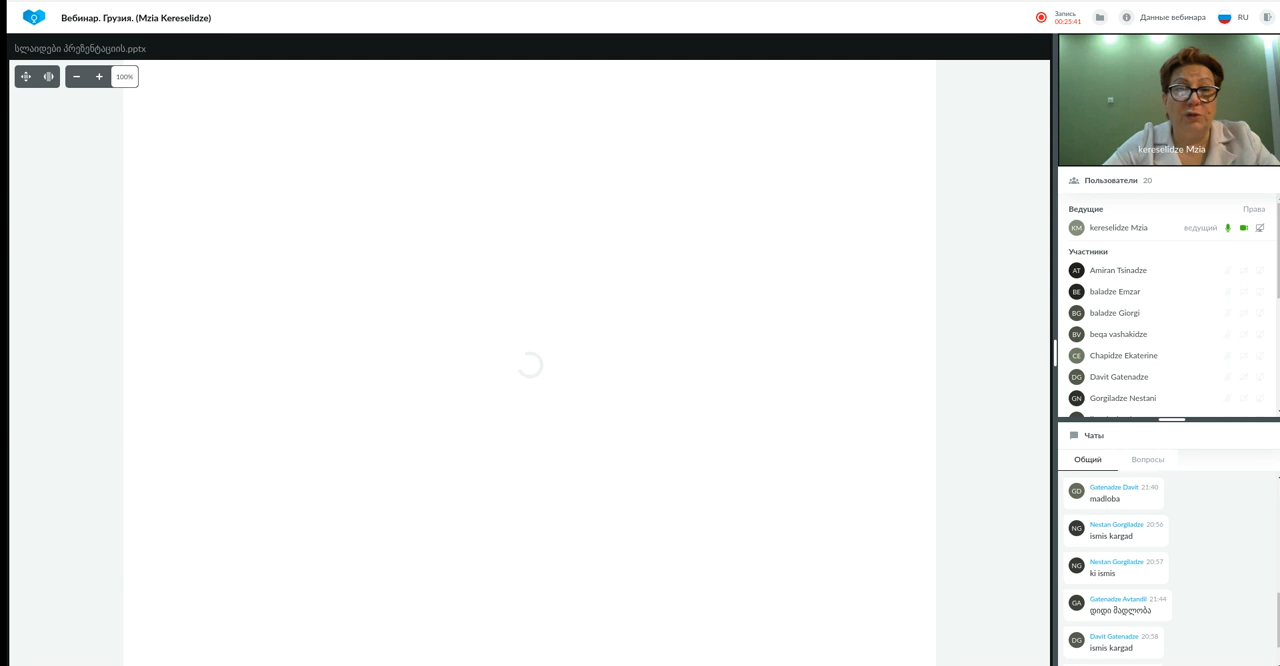 Вебинар. Грузия. (Mzia Kereselidze)
Запись
00:25:41
Данные вебинара
RU
სლაიდები პრეზენტაციის.pptx
100%
kereselidze Mzia
Пользователи 20
Ведущие Права
KM kereselidze Mzia ведущий
Участники
AT Amiran Tsinadze
BE baladze Emzar
BG baladze Giorgi
BV beqa vashakidze
CE Chapidze Ekaterine
DG Davit Gatenadze
GN Gorgiladze Nestani
Чаты
Общий Вопросы
GD Gatenadze Davit 21:40
madloba
NG Nestan Gorgiladze 20:56
ismis kargad
NG Nestan Gorgiladze 20:57
ki ismis
GA Gatenadze Avtandil 21:44
დიდი მადლობა
DG Davit Gatenadze 20:58
ismis kargad